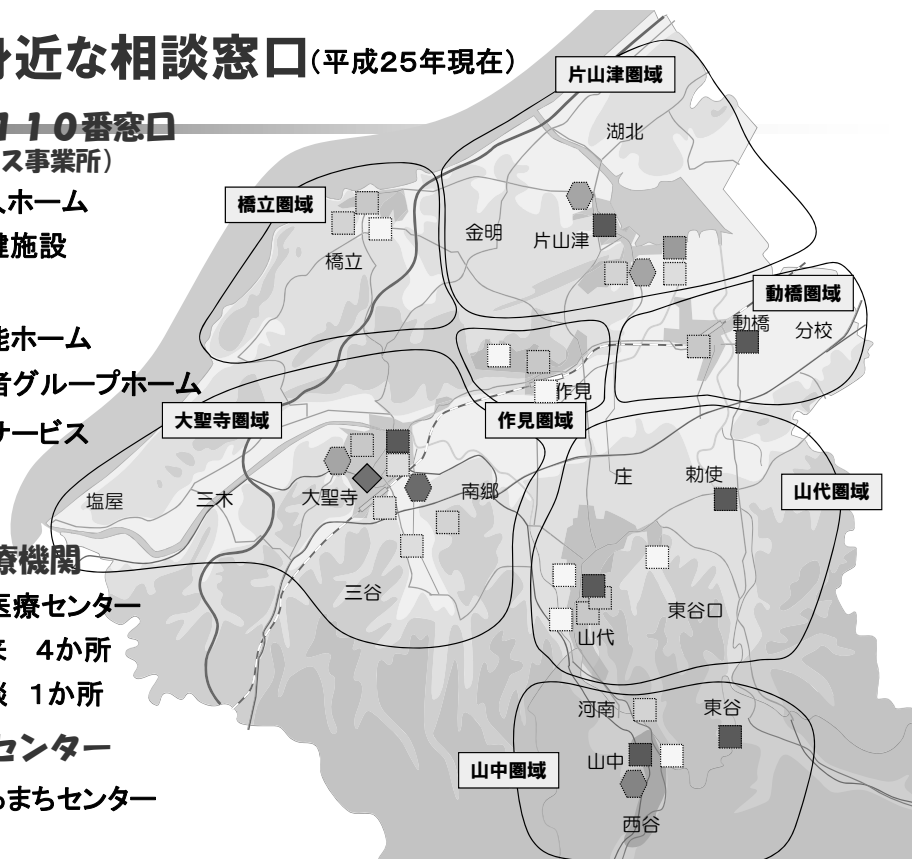 身近な相談窓口(平成25年現在)
110番窓口
ス事業所)
人ホーム
健施設
能ホーム
者グループホーム
サービス
療機関
医療センター
来 4か所
談 1か所
センター
るまちセンター
片山津圏域
湖北
橋立圏域
金明
片山津
橋立
動橋圏域
動橋
分校
作見
大聖寺圏域
作見圏域
塩屋
三木
大聖寺
南郷
庄
勅使
山代圏域
三谷
東谷口
山代
河南
東谷
山中
山中圏域
西谷